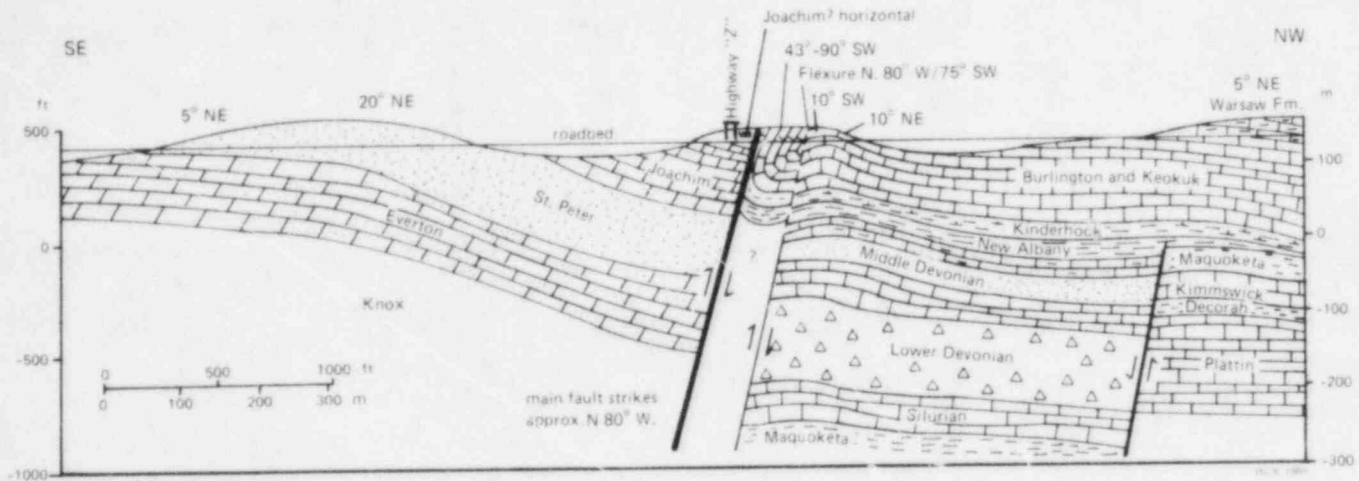 Joachim? horizontal
SE
43°-90° SW
NW
Highway "Z"
Flexure N. 80° W/75° SW
5° NE
ft
5° NE
20° NE
10° SW
Warsaw Fm.
m
10° NE
500
roadbed
100
Joachim
Burlington and Keokuk
St. Peter
Everton
Kinderhook
0
New Albany
0
?
Middle Devonian
Maquoketa
Knox
Kimmswick
Decorah
-100
-500
Lower Devonian
Plattin
0 500 1000 ft
0 100 200 300 m
-200
main fault strikes
approx. N.80° W.
Silurian
Maquoketa
-1000
-300